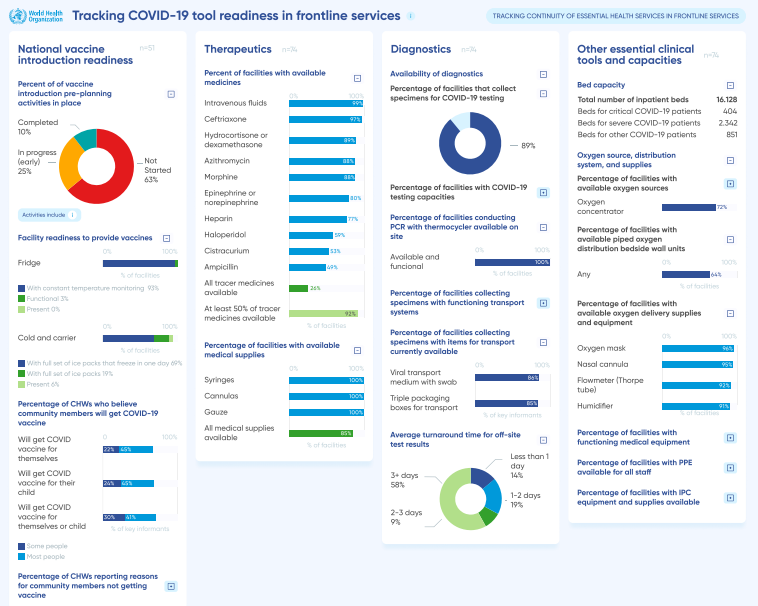 World Health
Organization
Tracking COVID-19 tool readiness in frontline services
i
TRACKING CONTINUITY OF ESSENTIAL HEALTH SERVICES IN FRONTLINE SERVICES
National vaccine
introduction readiness
n=51
Percent of of vaccine
introduction pre-planning
activities in place
Completed
10%
In progress
(early)
25%
Not
Started
63%
Activities include i
Facility readiness to provide vaccines
0% 100%
Fridge
% of facilities
With constant temperature monitoring 93%
Functional 3%
Present 0%
0% 100%
Cold and carrier
% of facilities
With full set of ice packs that freeze in one day 69%
With full set of ice packs 19%
Present 6%
Percentage of CHWs who believe
community members will get COVID-19
vaccine
0% 100%
Will get COVID
vaccine for
themselves
22% 45%
Will get COVID
vaccine for their
child
24% 45%
Will get COVID
vaccine for
themselves or child
30% 41%
% of key informants
Some people
Most people
Percentage of CHWs reporting reasons
for community members not getting
vaccine
Therapeutics
n=74
Percent of facilities with available
medicines
0% 100%
Intravenous fluids 99%
Ceftriaxone 97%
Hydrocortisone or
dexamethasone
89%
Azithromycin 88%
Morphine 88%
Epinephrine or
norepinephrine
80%
Heparin 77%
Haloperidol 59%
Cistracurium 53%
Ampicillin 49%
All tracer medicines
available
26%
At least 50% of tracer
medicines available
92%
% of facilities
Percentage of facilities with available
medical supplies
0% 100%
Syringes 100%
Cannulas 100%
Gauze 100%
All medical supplies
available
85%
% of facilities
Diagnostics
n=74
Availability of diagnostics
Percentage of facilities that collect
specimens for COVID-19 testing
89%
Percentage of facilities with COVID-19
testing capacities
Percentage of facilities conducting
PCR with thermocycler available on
site
0% 100%
Available and
funcional
100%
% of facilities
Percentage of facilities collecting
specimens with functioning transport
systems
Percentage of facilities collecting
specimens with items for transport
currently available
0% 100%
Viral transport
medium with swab
86%
Triple packaging
boxes for transport
85%
% of key informants
Average turnaround time for off-site
test results
Less than 1
day
14%
3+ days
58%
1-2 days
19%
2-3 days
9%
Other essential clinical
tools and capacities
n=74
Bed capacity
Total number of inpatient beds 16.128
Beds for critical COVID-19 patients 404
Beds for severe COVID-19 patients 2.342
Beds for other COVID-19 patients 851
Oxygen source, distribution
system, and supplies
Percentage of facilities with
available oxygen sources
Oxygen
concentrator
72%
Percentage of facilities with
available piped oxygen
distribution bedside wall units
0% 100%
Any 64%
% of facilities
Percentage of facilities with
available oxygen delivery supplies
and equipment
0% 100%
Oxygen mask 96%
Nasal cannula 95%
Flowmeter (Thorpe
tube)
92%
Humidifier 91%
% of facilities
Percentage of facilities with
functioning medical equipment
Percentage of facilities with PPE
available for all staff
Percentage of facilities with IPC
equipment and supplies available